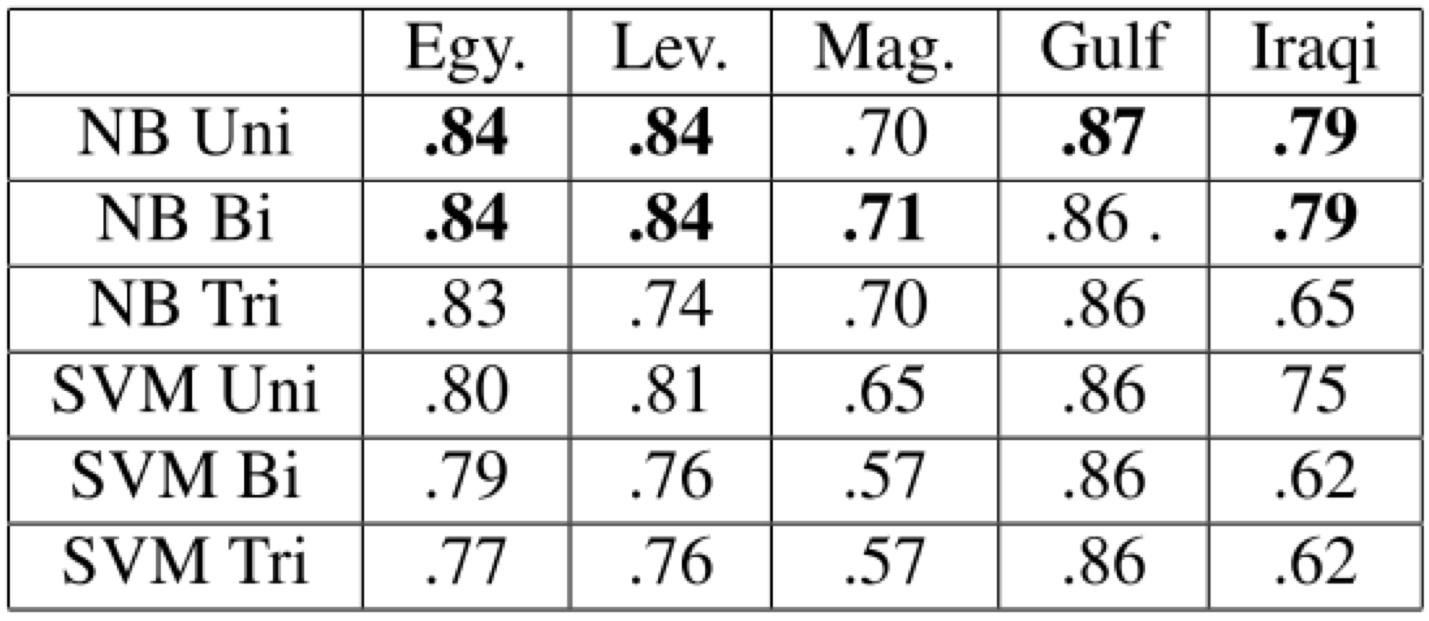 Egy. Lev. Mag. Gulf Iraqi
NB Uni .84 .84 .70 .87 .79
NB Bi .84 .84 .71 .86 . .79
NB Tri .83 .74 .70 .86 .65
SVM Uni .80 .81 .65 .86 75
SVM Bi .79 .76 .57 .86 .62
SVM Tri .77 .76 .57 .86 .62